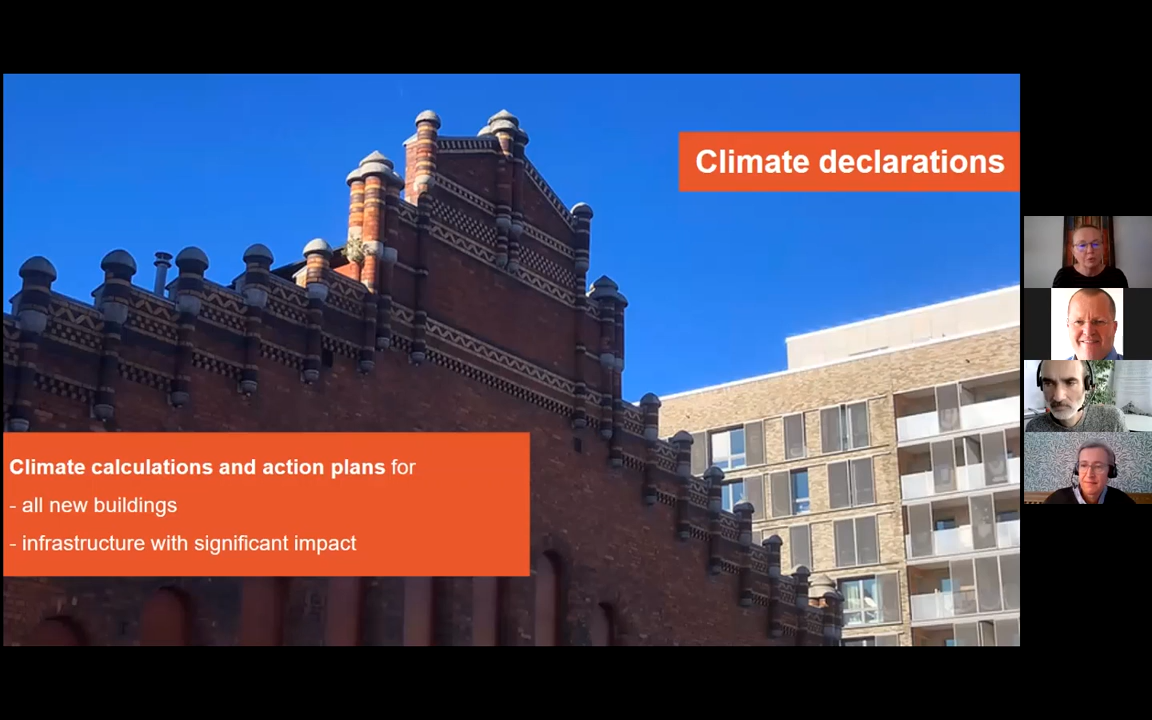 Climate declarations
Climate calculations and action plans for
- all new buildings
- infrastructure with significant impact